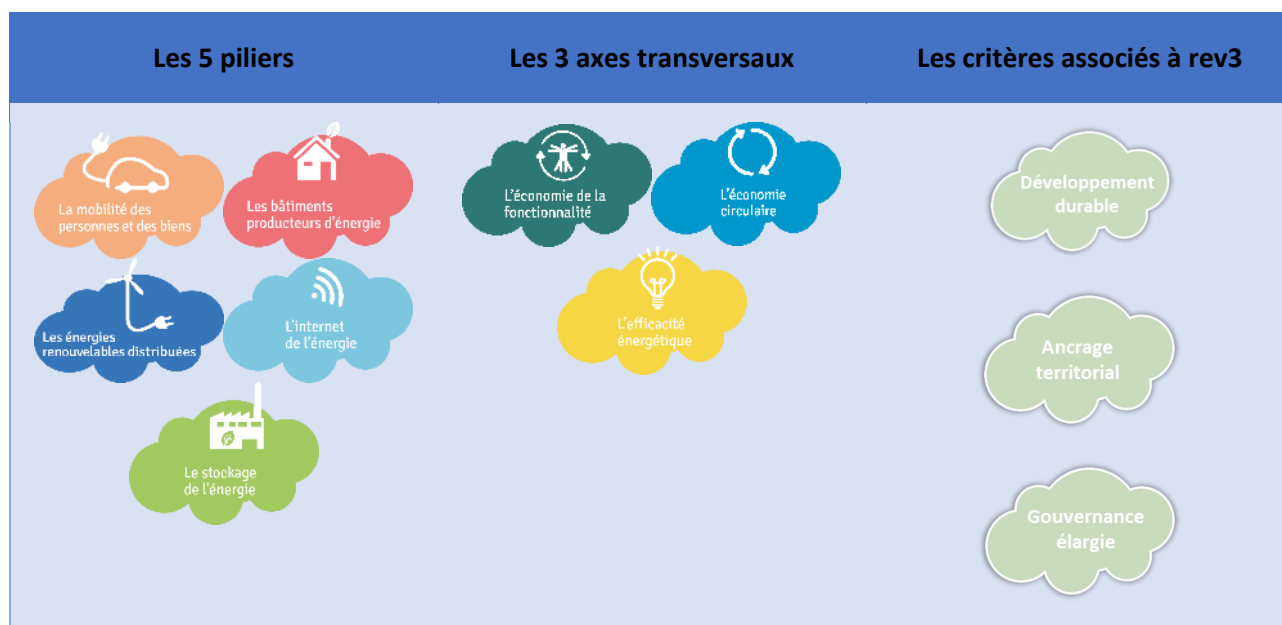 Les 5 piliers
Les 3 axes transversaux
Les critères associés à rev3
La mobilité des
personnes et des biens
Les bâtiments
producteurs d'énergie
Les énergies
renouvelables distribuées
L'internet
de l'énergie
Le stockage
de l'énergie
L'économie de la
fonctionnalité
L'économie
circulaire
L'efficacité
énergétique
Développement
durable
Ancrage
territorial
Gouvernance
élargie